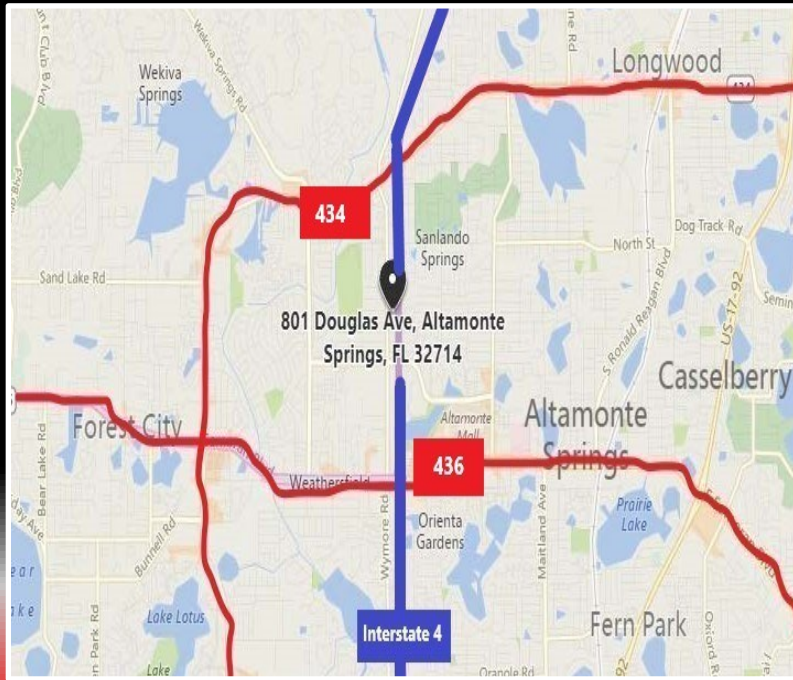 Longwood
Wekiva
Springs
Wekiva Springs Rd
434
434
Sanlando
Springs
North St
Dog Track Rd
Sand Lake Rd
801 Douglas Ave, Altamonte
Springs, FL 32714
S Ronald Reagan Blvd
US-17-92
Casselberry
Forest City
Altamonte
Mall
Altamonte
Springs
436
Weathersfield
Bear Lake Rd
Bunnell Rd
Wymore Rd
Orienta
Gardens
Maitland Ave
Prairie
Lake
Lake Lotus
Interstate 4
Fern Park
Oxford Rd
Lake